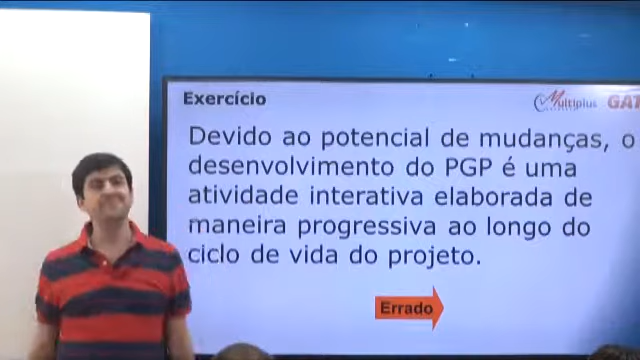 Exercício
Multiplus
GAT
Devido ao potencial de mudanças, o
desenvolvimento do PGP é uma
atividade interativa elaborada de
maneira progressiva ao longo do
ciclo de vida do projeto.
Errado